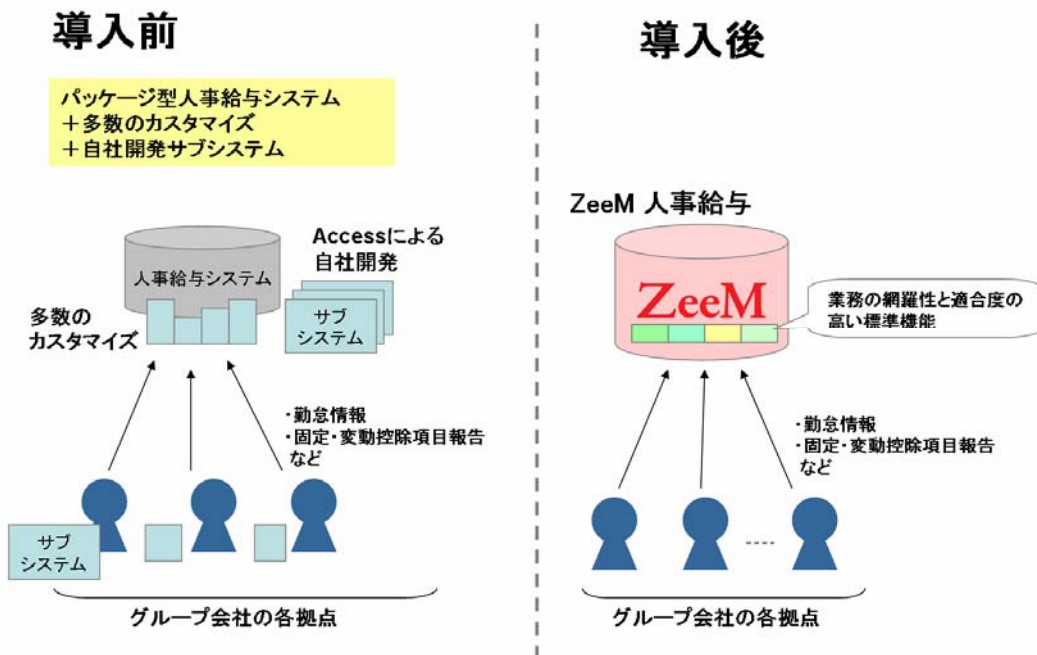 導入前
パッケージ型人事給与システム
＋多数のカスタマイズ
＋自社開発サブシステム
Accessによる
自社開発
人事給与システム
多数の
カスタマイズ
サブ
システム
・勤怠情報
・固定・変動控除項目報告
など
サブ
システム
グループ会社の各拠点
導入後
ZeeM 人事給与
ZeeM
業務の網羅性と適合度の
高い標準機能
・勤怠情報
・固定・変動控除項目報告
など
グループ会社の各拠点